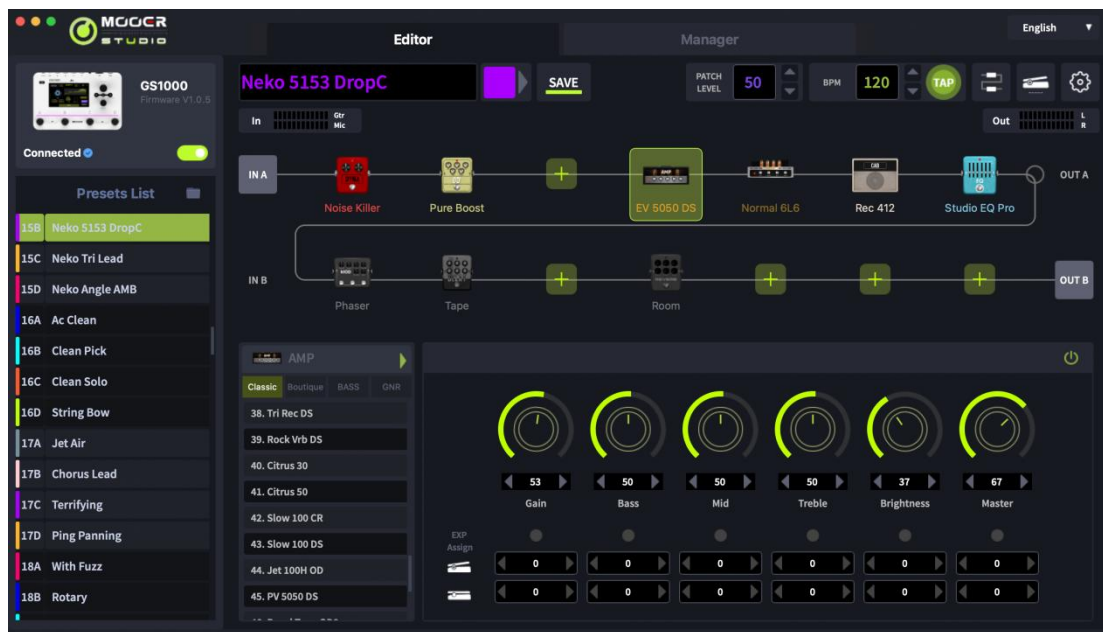 MOOER
STUDIO
Editor
Manager
English
GS1000
Firmware V1.0.5
Connected
Neko 5153 DropC
SAVE
PATCH LEVEL
50
BPM
120
TAP
In
Gtr
Mic
Out
L
R
Presets List
15B Neko 5153 DropC
15C Neko Tri Lead
15D Neko Angle AMB
16A Ac Clean
16B Clean Pick
16C Clean Solo
16D String Bow
17A Jet Air
17B Chorus Lead
17C Terrifying
17D Ping Panning
18A With Fuzz
18B Rotary
IN A
OUT A
Noise Killer
Pure Boost
EV 5050 DS
Normal 6L6
CAB
Rec 412
Studio EQ Pro
IN B
OUT B
Phaser
Tape
Room
AMP
Classic Boutique BASS GNR
38. Tri Rec DS
39. Rock Vrb DS
40. Citrus 30
41. Citrus 50
42. Slow 100 CR
43. Slow 100 DS
44. Jet 100H OD
45. PV 5050 DS
53 50 50 50 37 67
Gain Bass Mid Treble Brightness Master
EXP
Assign
0 0 0 0 0 0
0 0 0 0 0 0